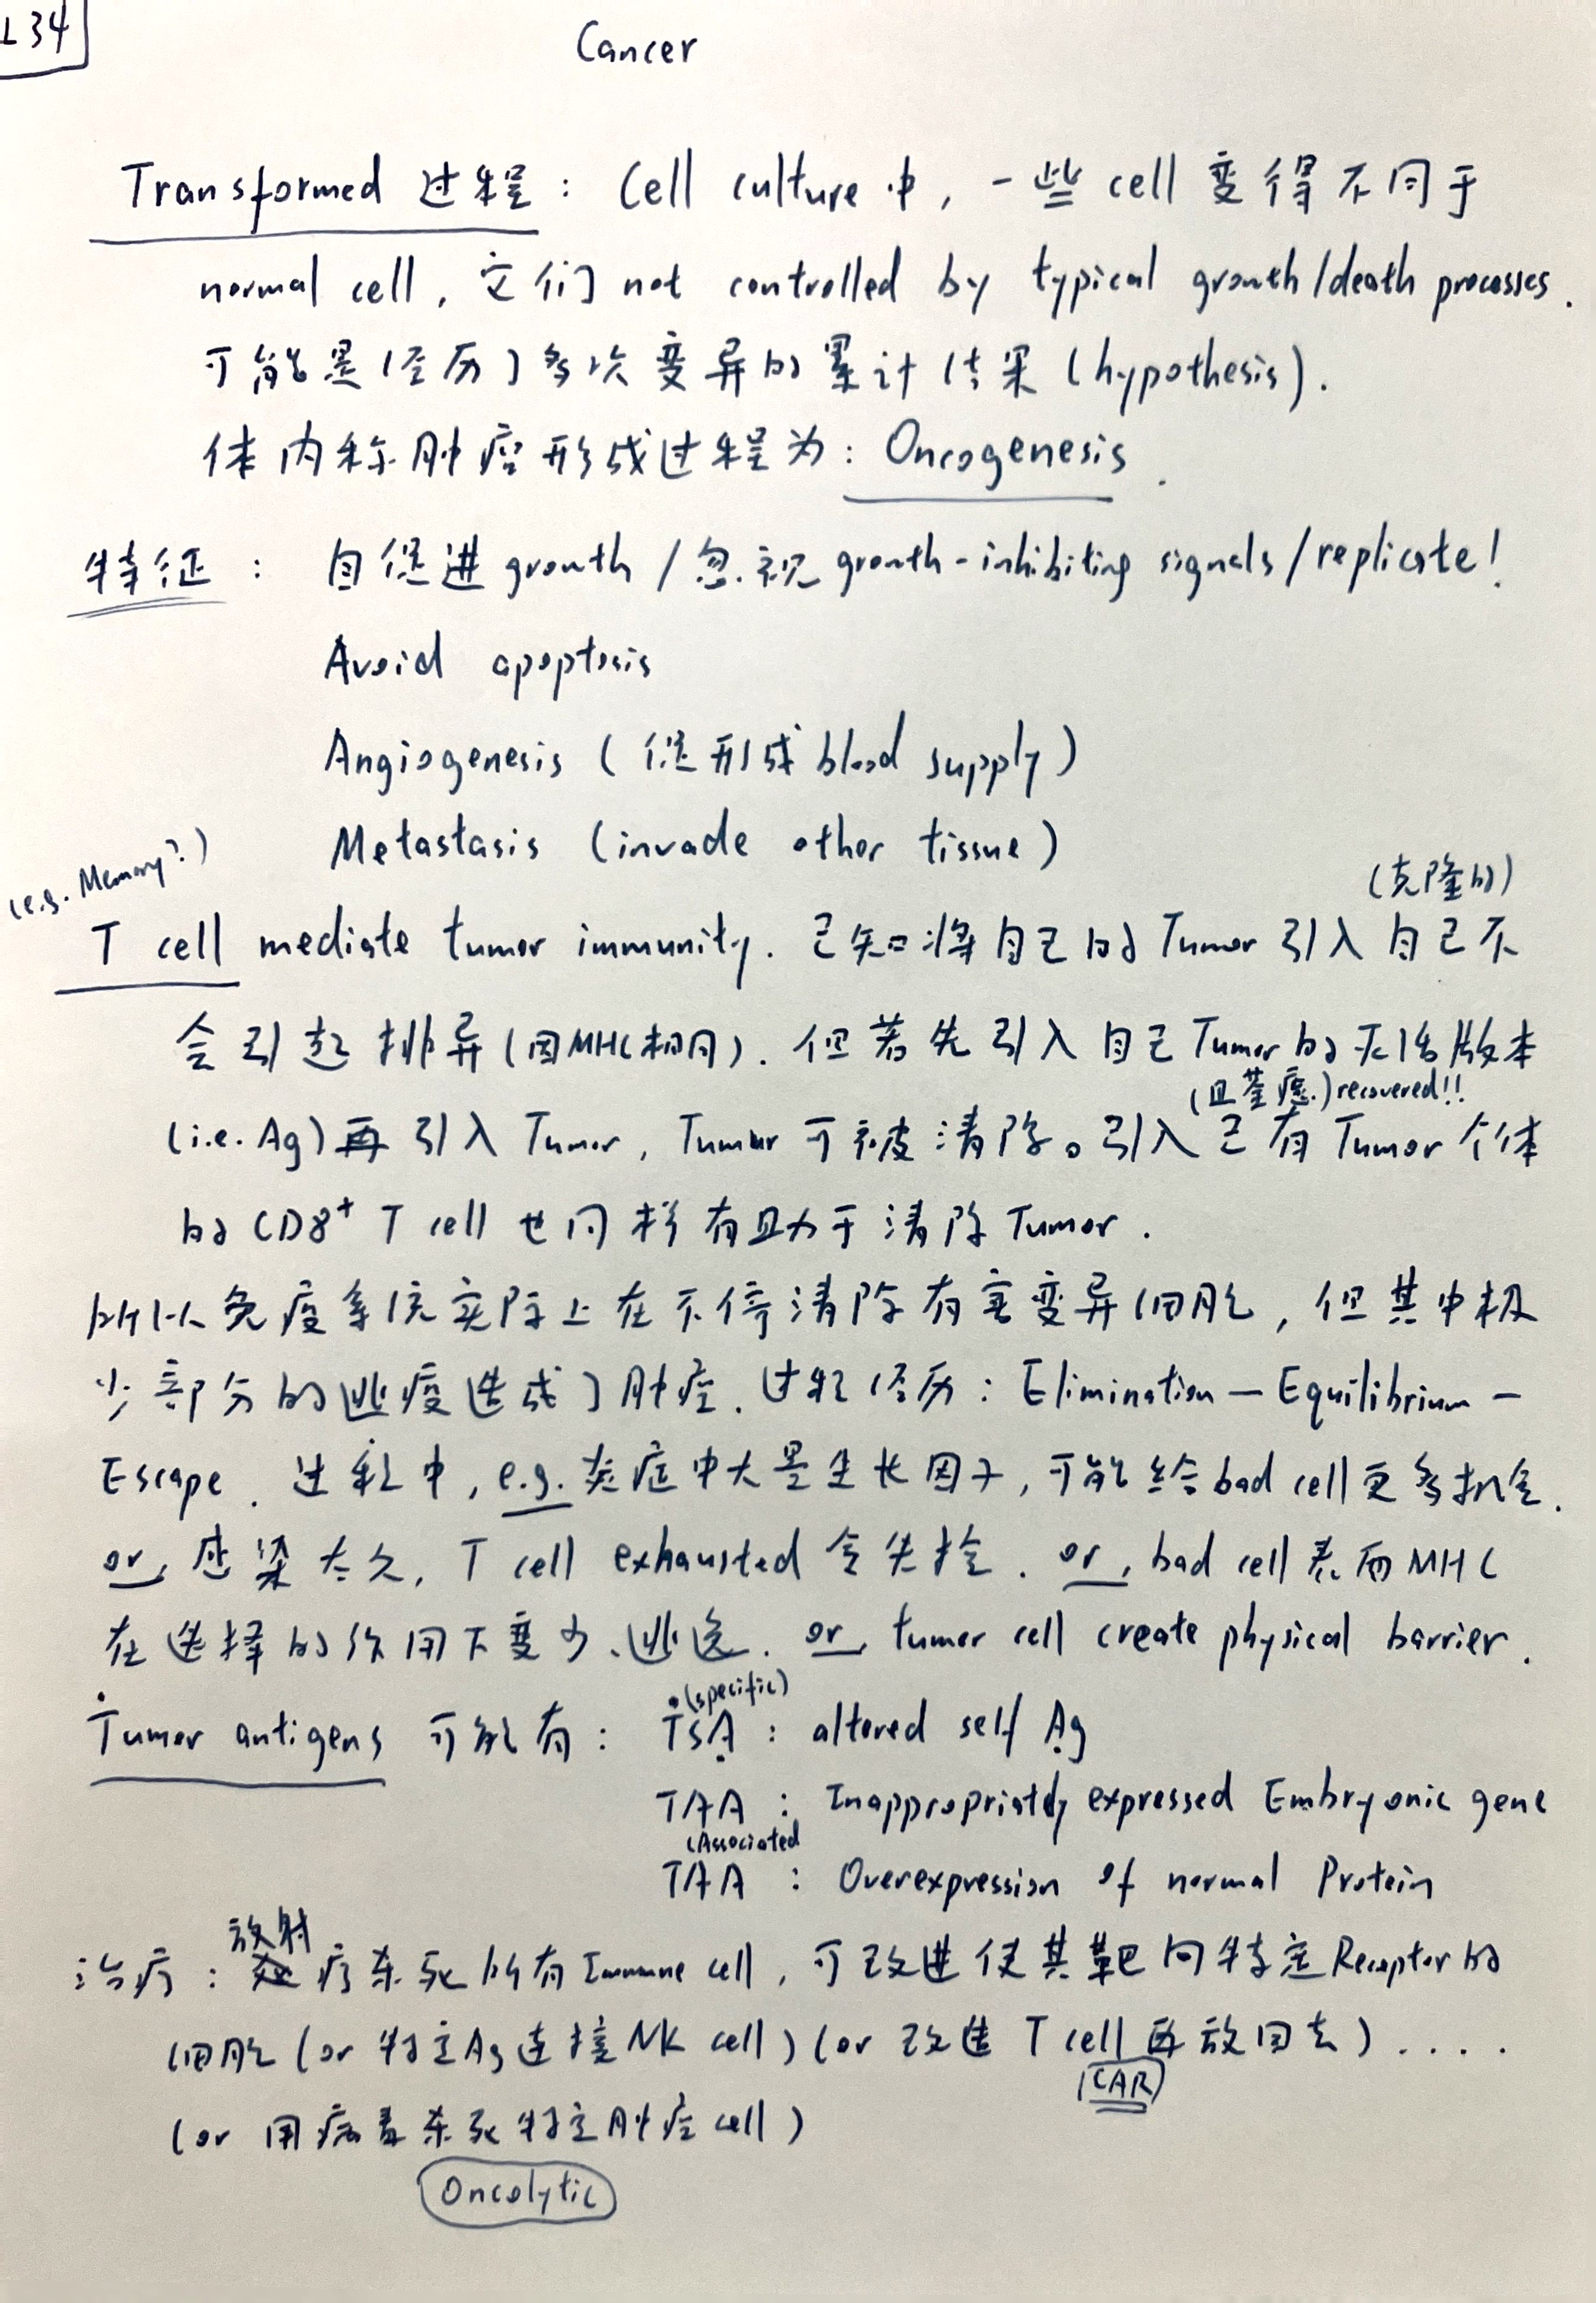 L34
Cancer
Transformed 过程 : Cell culture 中, 一些 cell 变得不同于
normal cell, 它们 not controlled by typical growth/death processes.
可能是经历了多次变异的累计结果 (hypothesis).
体内称肿瘤形成过程为: Oncogenesis.
特征 : 自促进 growth / 忽视 growth-inhibiting signals / replicate!
Avoid apoptosis
Angiogenesis (促形成 blood supply)
Metastasis (invade other tissue)
(e.g. Memory?)
(克隆的)
T cell mediate tumor immunity. 已知将自己的 Tumor 引入自己不
会引起排异 (因MHC相同). 但若先引入自己 Tumor 的灭活版本
(且痊愈.) recovered!!
(i.e. Ag) 再引入 Tumor, Tumor 可被清除。引入已有 Tumor 个体
的 CD8+ T cell 也同样有助于清除 Tumor.
所以免疫系统实际上在不停清除有害变异细胞, 但其中极
少部分的逃疫造成了肿瘤. 过程经历: Elimination — Equilibrium —
Escape. 过程中, e.g. 炎症中大量生长因子, 可能给 bad cell 更多机会.
or, 感染太久, T cell exhausted 会失控. or, bad cell 表面 MHC
在选择的作用下变少、逃逸. or, tumor cell create physical barrier.
(specific)
Tumor antigens 可能有: TSA : altered self Ag
TAA : Inappropriately expressed Embryonic gene
(Associated
TAA : Overexpression of normal Protein
放射
治疗: 疗杀死所有 Immune cell, 可改进使其靶向特定 Receptor 的
细胞 (or 特定 Ag 连接 NK cell) (or 改造 T cell 再放回去) . . . .
(CAR)
(or 用病毒杀死特定肿瘤 cell)
Oncolytic